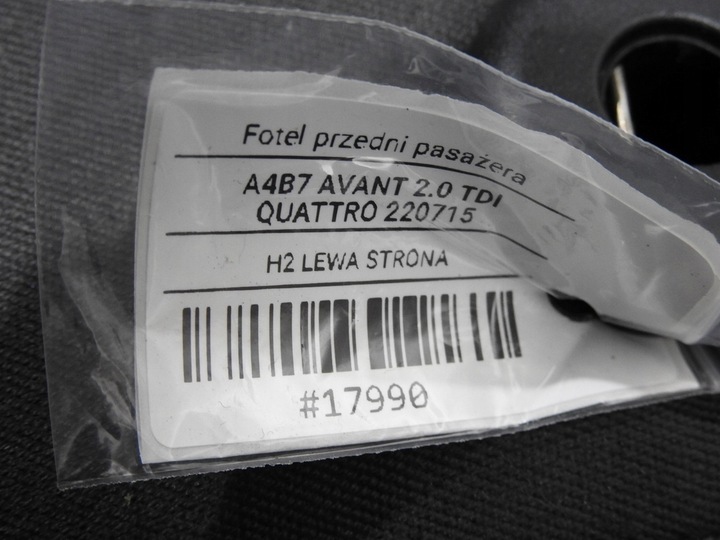 Fotel przedni pasażera
A4B7 AVANT 2.0 TDI
QUATTRO 220715
H2 LEWA STRONA
#17990